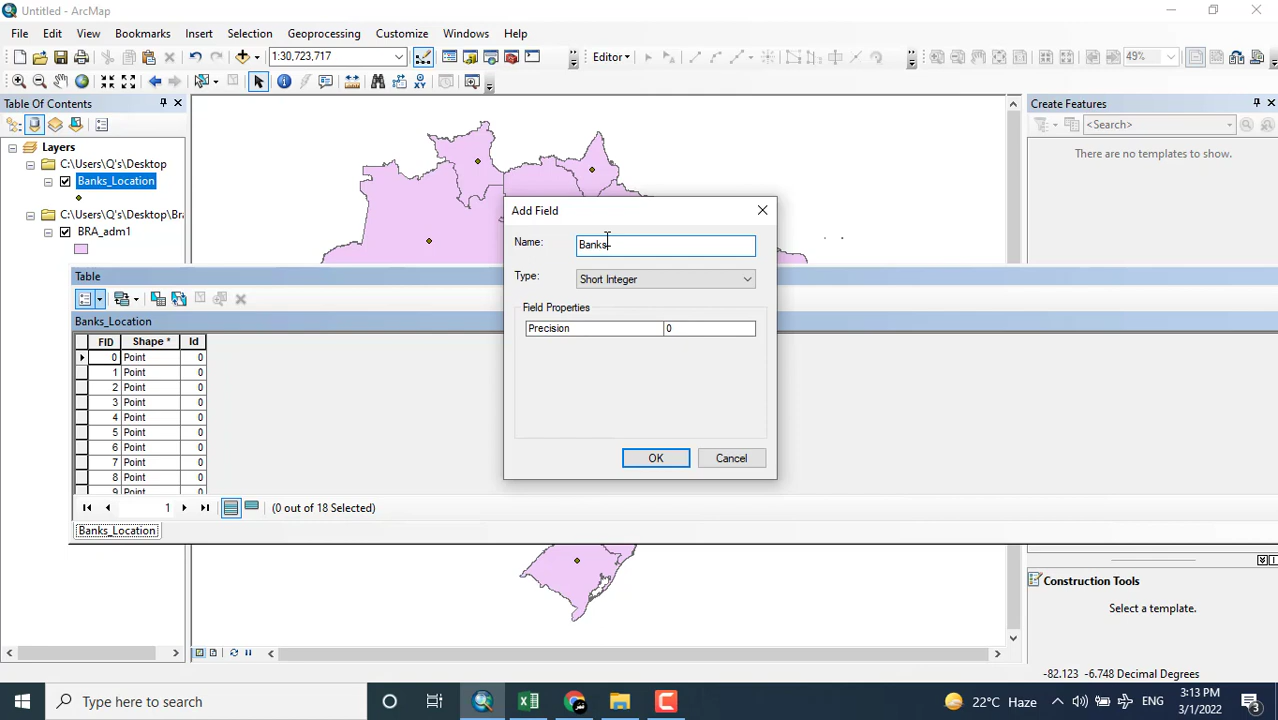 Untitled - ArcMap
File Edit View Bookmarks Insert Selection Geoprocessing Customize Windows Help
1:30,723,717 Editor 49%
Table Of Contents
Layers
C:\Users\Q's\Desktop
Banks_Location
C:\Users\Q's\Desktop\Bra
BRA_adm1
Create Features
<Search>
There are no templates to show.
Add Field
Name: Banks
Type: Short Integer
Field Properties
Precision 0
OK Cancel
Table
Banks_Location
FID Shape * Id
0 Point 0
1 Point 0
2 Point 0
3 Point 0
4 Point 0
5 Point 0
6 Point 0
7 Point 0
8 Point 0
9 Point 0
1 (0 out of 18 Selected)
Banks_Location
Construction Tools
Select a template.
-82.123 -6.748 Decimal Degrees
Type here to search
22°C Haze
ENG
3:13 PM
3/1/2022
3